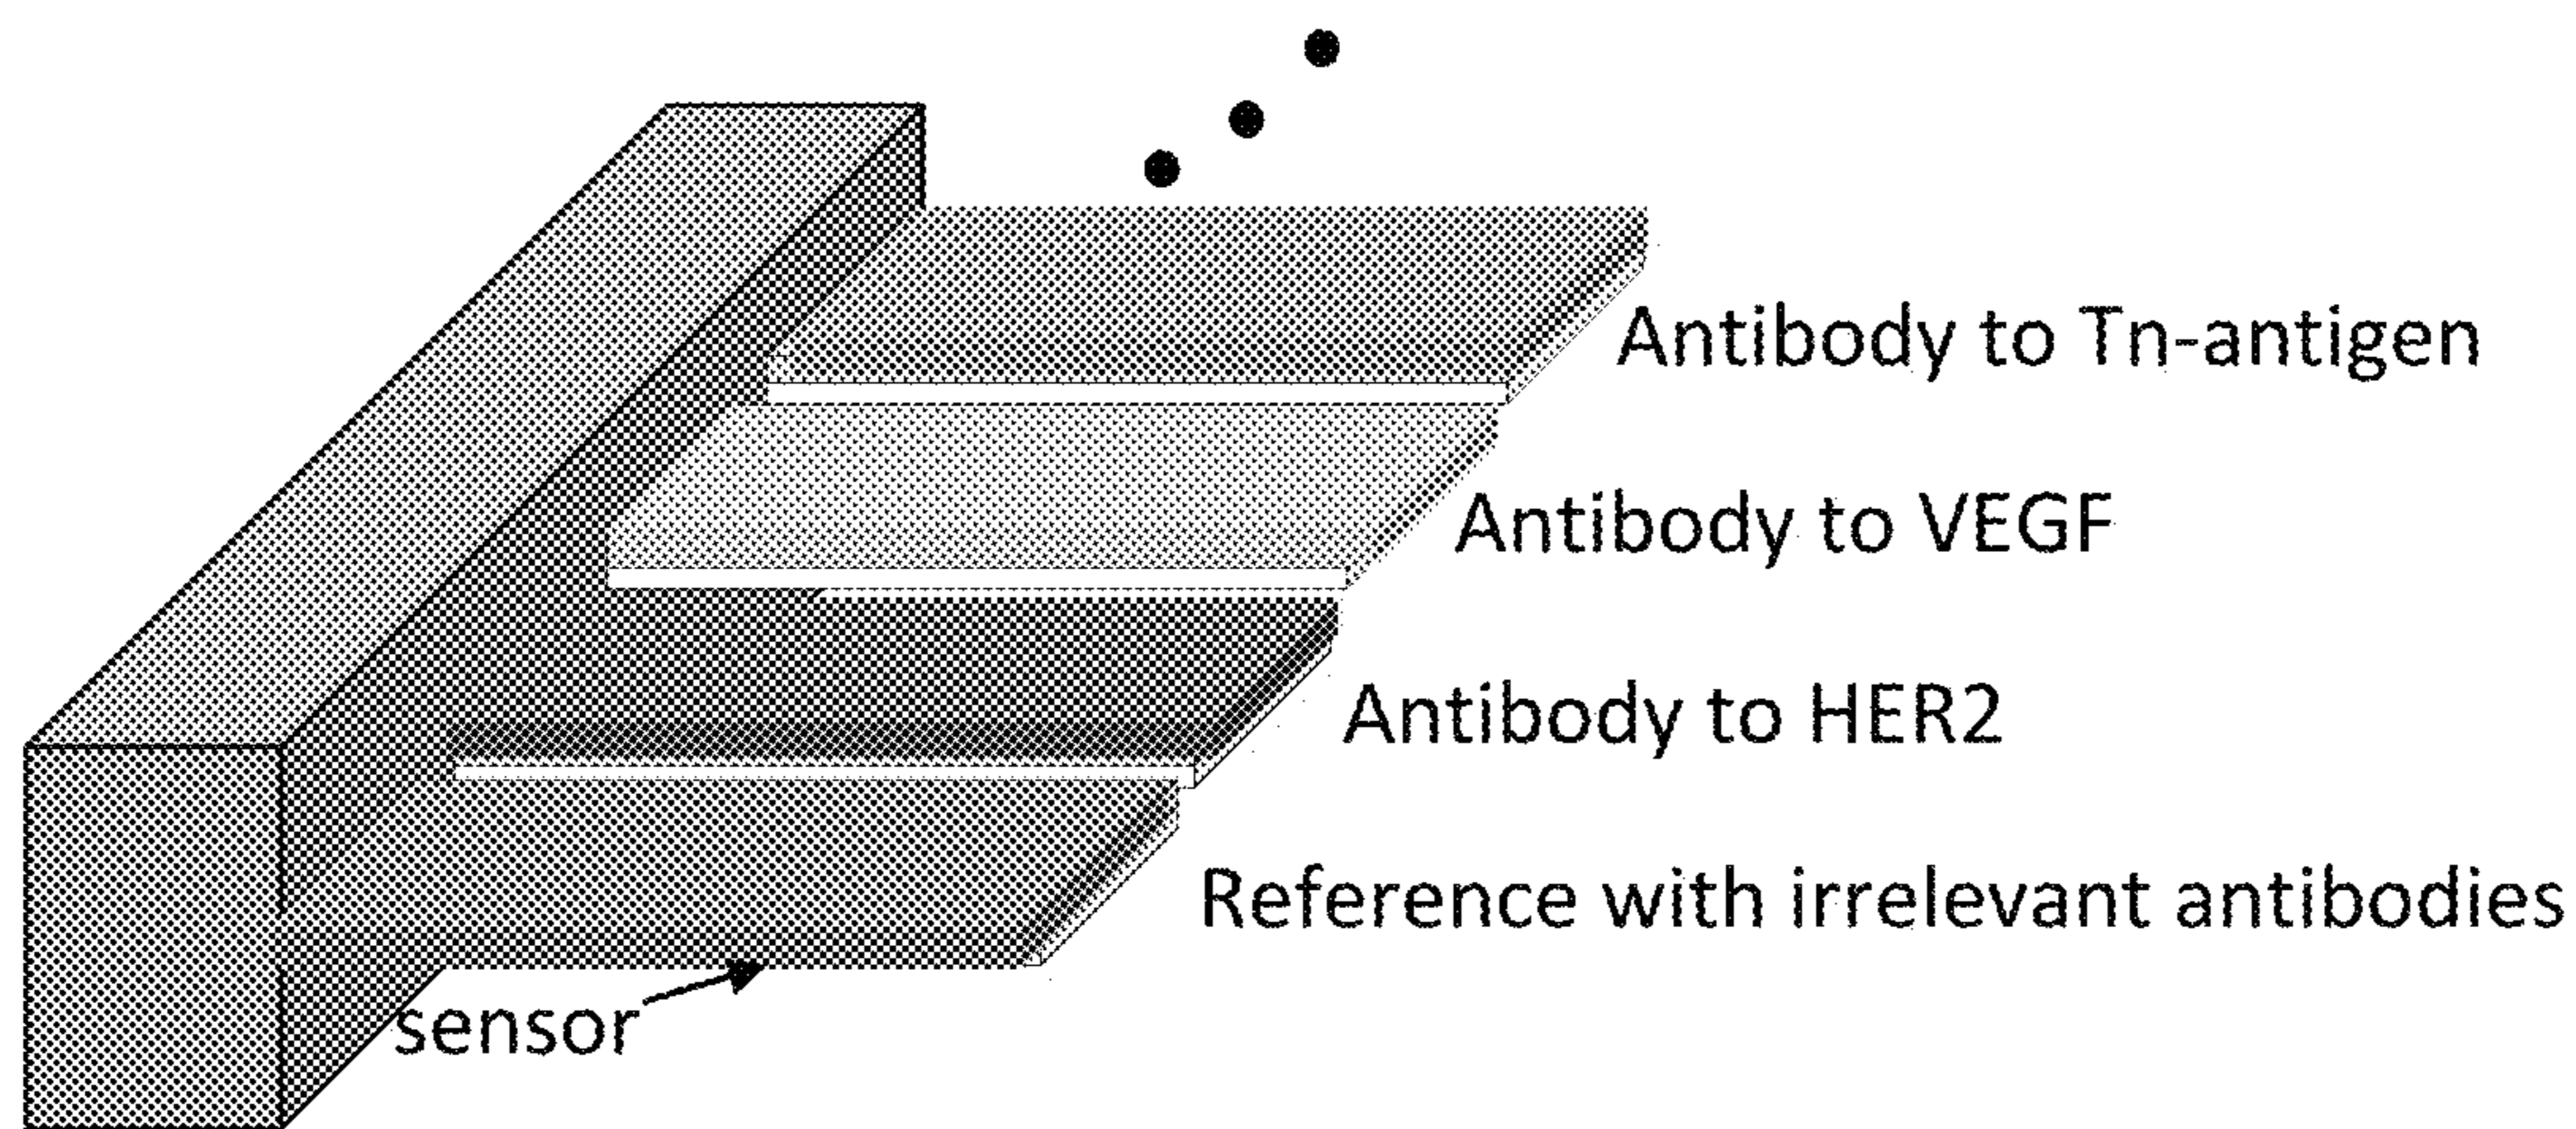 Antibody to Tn-antigen
Antibody to VEGF
Antibody to HER2
Reference with irrelevant antibodies
sensor